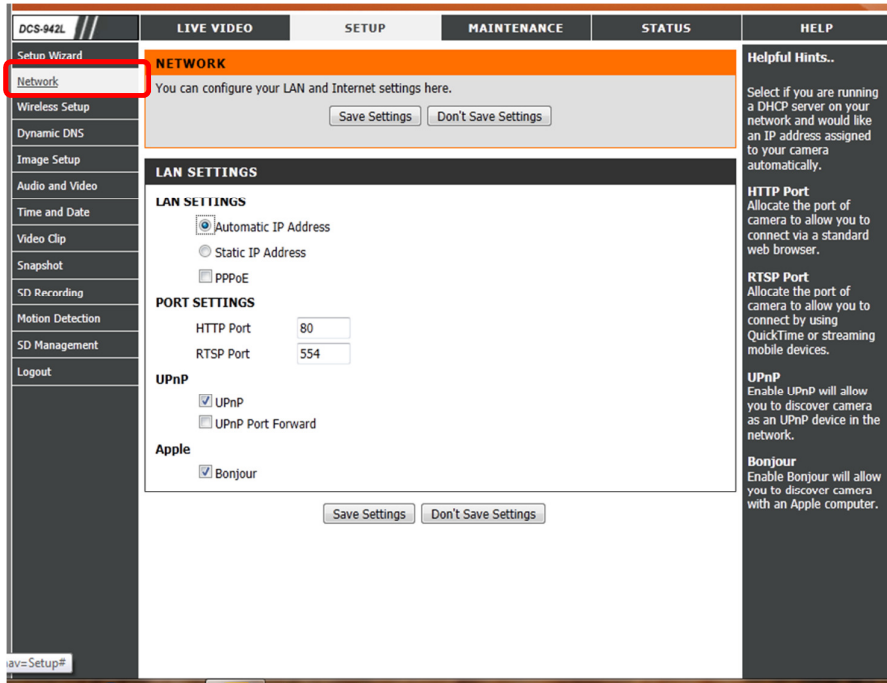 DCS-942L
LIVE VIDEO
SETUP
MAINTENANCE
STATUS
HELP
Setup Wizard
Network
Wireless Setup
Dynamic DNS
Image Setup
Audio and Video
Time and Date
Video Clip
Snapshot
SD Recording
Motion Detection
SD Management
Logout
NETWORK
You can configure your LAN and Internet settings here.
Save Settings
Don't Save Settings
LAN SETTINGS
LAN SETTINGS
Automatic IP Address
Static IP Address
PPPoE
PORT SETTINGS
HTTP Port 80
RTSP Port 554
UPnP
UPnP
UPnP Port Forward
Apple
Bonjour
Save Settings
Don't Save Settings
Helpful Hints..
Select if you are running
a DHCP server on your
network and would like
an IP address assigned
to your camera
automatically.
HTTP Port
Allocate the port of
camera to allow you to
connect via a standard
web browser.
RTSP Port
Allocate the port of
camera to allow you to
connect by using
QuickTime or streaming
mobile devices.
UPnP
Enable UPnP will allow
you to discover camera
as an UPnP device in the
network.
Bonjour
Enable Bonjour will allow
you to discover camera
with an Apple computer.
av=Setup#